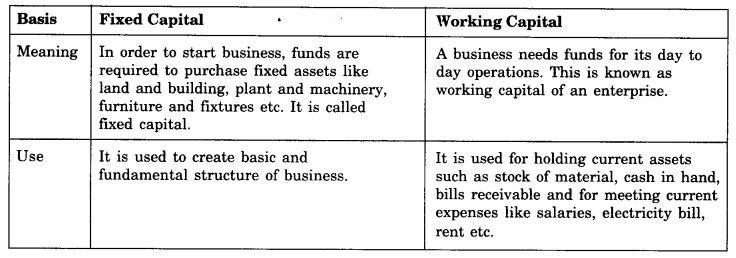 Basis
Fixed Capital
Working Capital
Meaning
In order to start business, funds are
required to purchase fixed assets like
land and building, plant and machinery,
furniture and fixtures etc. It is called
fixed capital.
A business needs funds for its day to
day operations. This is known as
working capital of an enterprise.
Use
It is used to create basic and
fundamental structure of business.
It is used for holding current assets
such as stock of material, cash in hand,
bills receivable and for meeting current
expenses like salaries, electricity bill,
rent etc.